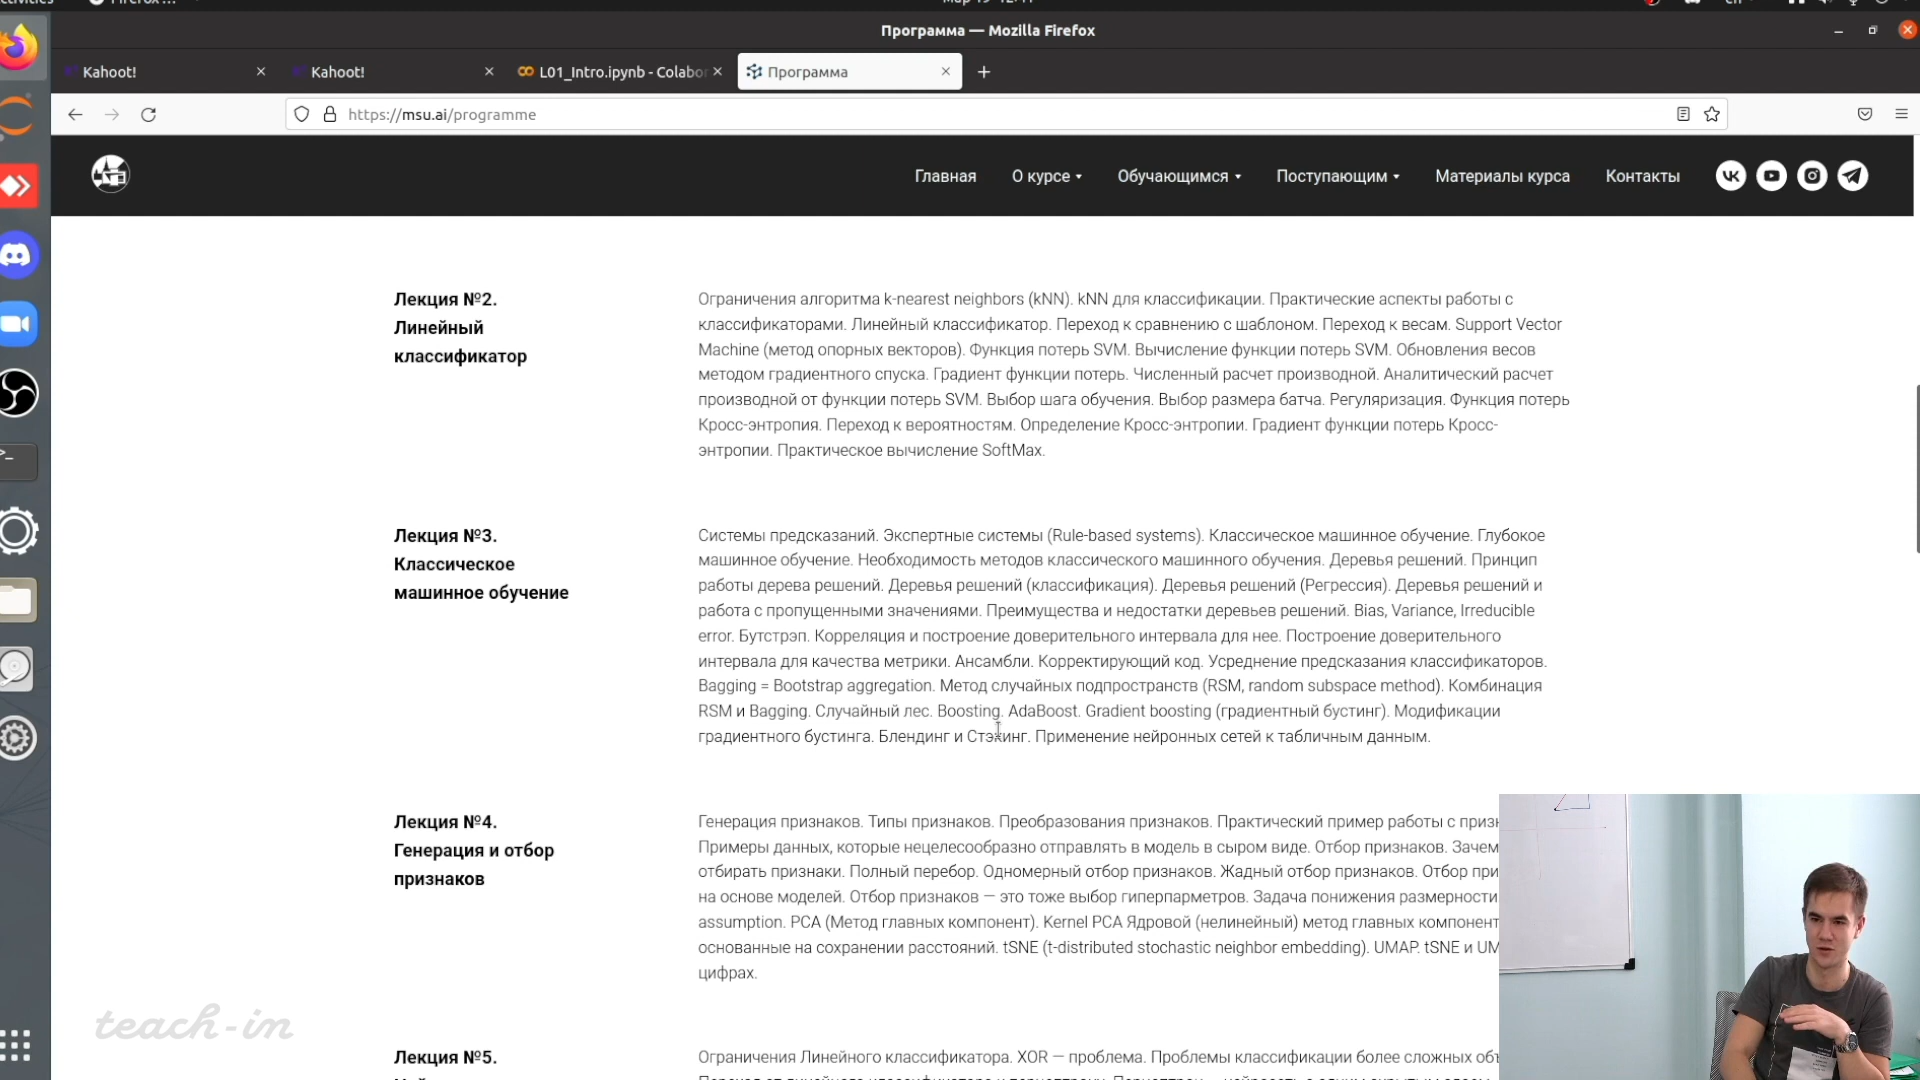 Программа — Mozilla Firefox
Kahoot!
Kahoot!
L01_Intro.ipynb - Colabor
Программа
https://msu.ai/programme
Главная
О курсе
Обучающимся
Поступающим
Материалы курса
Контакты
Лекция №2.
Линейный
классификатор
Ограничения алгоритма k-nearest neighbors (kNN). kNN для классификации. Практические аспекты работы с
классификаторами. Линейный классификатор. Переход к сравнению с шаблоном. Переход к весам. Support Vector
Machine (метод опорных векторов). Функция потерь SVM. Вычисление функции потерь SVM. Обновления весов
методом градиентного спуска. Градиент функции потерь. Численный расчет производной. Аналитический расчет
производной от функции потерь SVM. Выбор шага обучения. Выбор размера батча. Регуляризация. Функция потерь
Кросс-энтропия. Переход к вероятностям. Определение Кросс-энтропии. Градиент функции потерь Кросс-
энтропии. Практическое вычисление SoftMax.
Лекция №3.
Классическое
машинное обучение
Системы предсказаний. Экспертные системы (Rule-based systems). Классическое машинное обучение. Глубокое
машинное обучение. Необходимость методов классического машинного обучения. Деревья решений. Принцип
работы дерева решений. Деревья решений (классификация). Деревья решений (Регрессия). Деревья решений и
работа с пропущенными значениями. Преимущества и недостатки деревьев решений. Bias, Variance, Irreducible
error. Бутстрэп. Корреляция и построение доверительного интервала для нее. Построение доверительного
интервала для качества метрики. Ансамбли. Корректирующий код. Усреднение предсказания классификаторов.
Bagging = Bootstrap aggregation. Метод случайных подпространств (RSM, random subspace method). Комбинация
RSM и Bagging. Случайный лес. Boosting. AdaBoost. Gradient boosting (градиентный бустинг). Модификации
градиентного бустинга. Блендинг и Стэкинг. Применение нейронных сетей к табличным данным.
Лекция №4.
Генерация и отбор
признаков
Генерация признаков. Типы признаков. Преобразования признаков. Практический пример работы с призн
Примеры данных, которые нецелесообразно отправлять в модель в сыром виде. Отбор признаков. Зачем
отбирать признаки. Полный перебор. Одномерный отбор признаков. Жадный отбор признаков. Отбор при
на основе моделей. Отбор признаков — это тоже выбор гиперпарметров. Задача понижения размерности
assumption. PCA (Метод главных компонент). Kernel PCA Ядровой (нелинейный) метод главных компонент
основанные на сохранении расстояний. tSNE (t-distributed stochastic neighbor embedding). UMAP. tSNE и UM
цифрах.
teach-in
Лекция №5.
Ограничения Линейного классификатора. XOR — проблема. Проблемы классификации более сложных объ